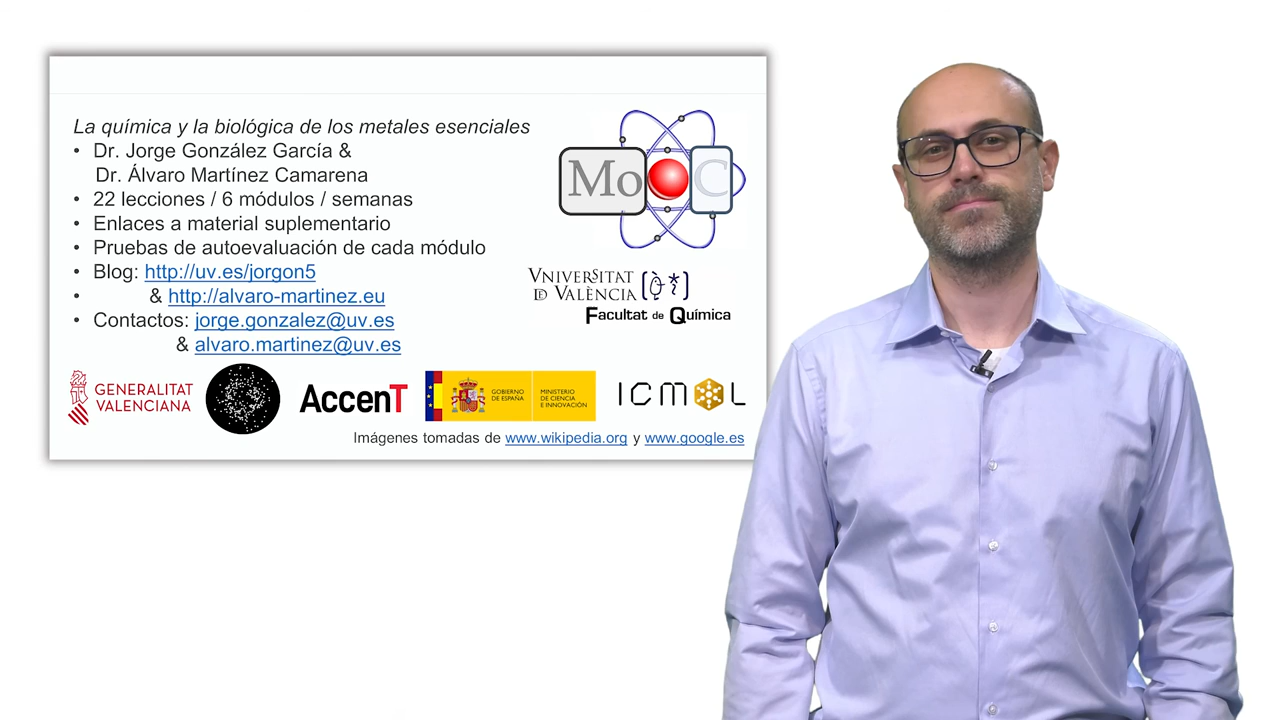 La química y la biológica de los metales esenciales
• Dr. Jorge González García &
Dr. Álvaro Martínez Camarena
• 22 lecciones / 6 módulos / semanas
• Enlaces a material suplementario
• Pruebas de autoevaluación de cada módulo
• Blog: http://uv.es/jorgon5
• & http://alvaro-martinez.eu
• Contactos: jorge.gonzalez@uv.es
& alvaro.martinez@uv.es
MoOC
VNIVERSITAT
DE VALÈNCIA
Facultat de Química
GENERALITAT
VALENCIANA
AccenT
GOBIERNO
DE ESPAÑA
MINISTERIO
DE CIENCIA
E INNOVACIÓN
ICMOL
Imágenes tomadas de www.wikipedia.org y www.google.es